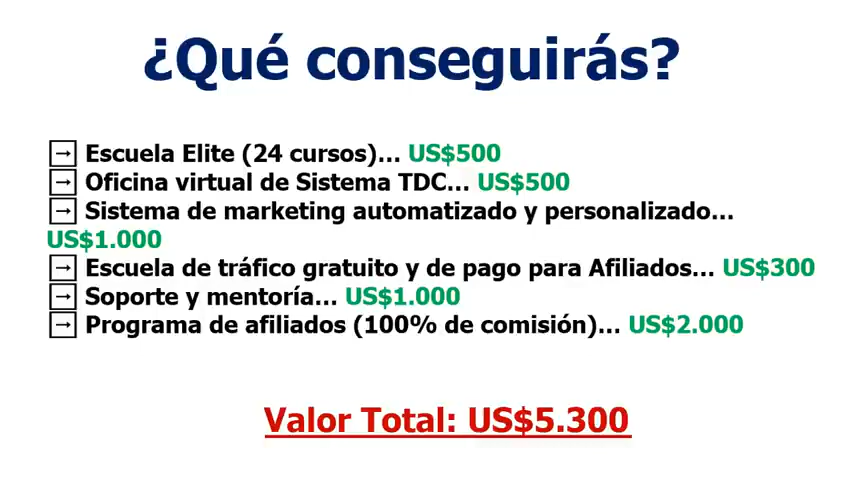 ¿Qué conseguirás?
→ Escuela Elite (24 cursos)... US$500
→ Oficina virtual de Sistema TDC... US$500
→ Sistema de marketing automatizado y personalizado...
US$1.000
→ Escuela de tráfico gratuito y de pago para Afiliados... US$300
→ Soporte y mentoría... US$1.000
→ Programa de afiliados (100% de comisión)... US$2.000
Valor Total: US$5.300